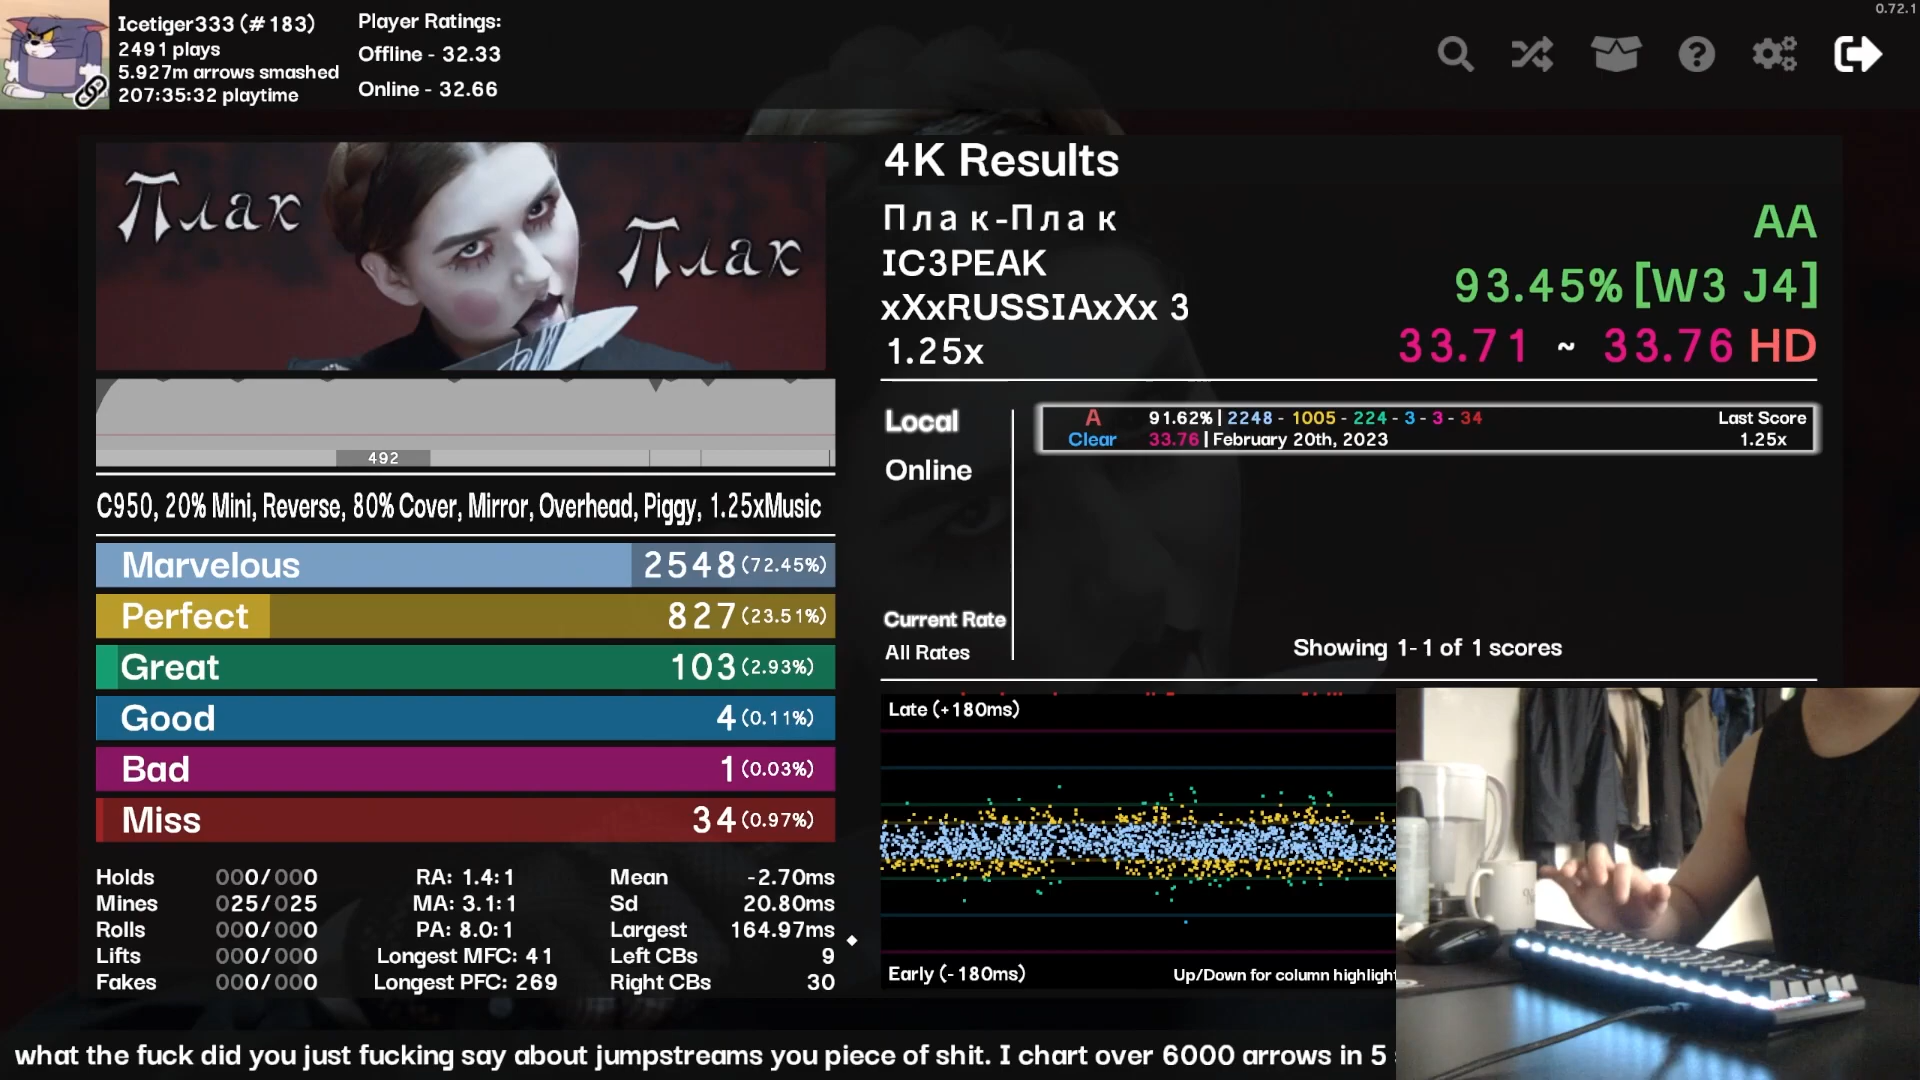 0.72.1
Icetiger333 (#183)
2491 plays
5.927m arrows smashed
207:35:32 playtime
Player Ratings:
Offline - 32.33
Online - 32.66
Плак
Плак
4K Results
Плак-Плак
IC3PEAK
xXxRUSSIAxXx 3
1.25x
AA
93.45% [W3 J4]
33.71 ~ 33.76 HD
492
C950, 20% Mini, Reverse, 80% Cover, Mirror, Overhead, Piggy, 1.25xMusic
Marvelous 2548 (72.45%)
Perfect 827 (23.51%)
Great 103 (2.93%)
Good 4 (0.11%)
Bad 1 (0.03%)
Miss 34 (0.97%)
Holds 000/000
Mines 025/025
Rolls 000/000
Lifts 000/000
Fakes 000/000
RA: 1.4:1
MA: 3.1:1
PA: 8.0:1
Longest MFC: 41
Longest PFC: 269
Mean -2.70ms
Sd 20.80ms
Largest 164.97ms
Left CBs 9
Right CBs 30
Local
Online
Current Rate
All Rates
A 91.62% | 2248 - 1005 - 224 - 3 - 3 - 34 Last Score
Clear 33.76 | February 20th, 2023 1.25x
Showing 1-1 of 1 scores
Late (+180ms)
Early (-180ms)
Up/Down for column highlight
what the fuck did you just fucking say about jumpstreams you piece of shit. I chart over 6000 arrows in 5